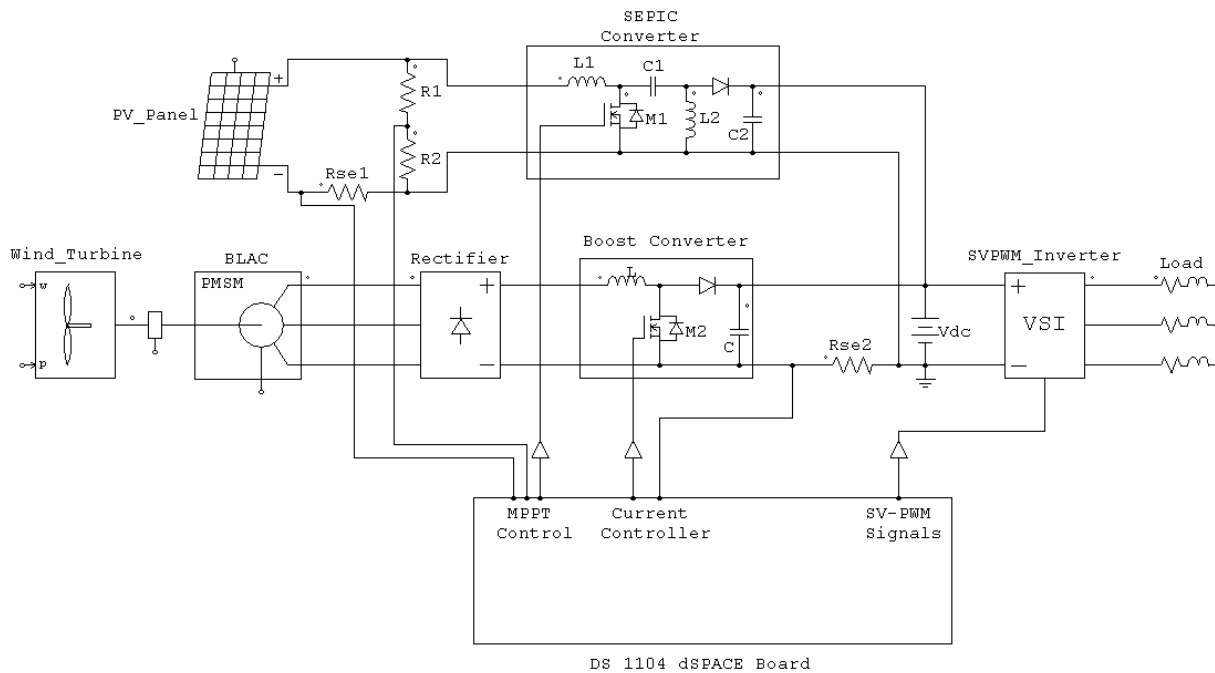 SEPIC
Converter
L1
C1
+
R1
PV_Panel
M1
L2
C2
R2
−
Rse1
Wind_Turbine
BLAC
Rectifier
Boost Converter
SVPWM_Inverter
Load
w
PMSM
+
L
+
VSI
M2
C
Vdc
Rse2
p
−
−
MPPT
Control
Current
Controller
SV-PWM
Signals
DS 1104 dSPACE Board